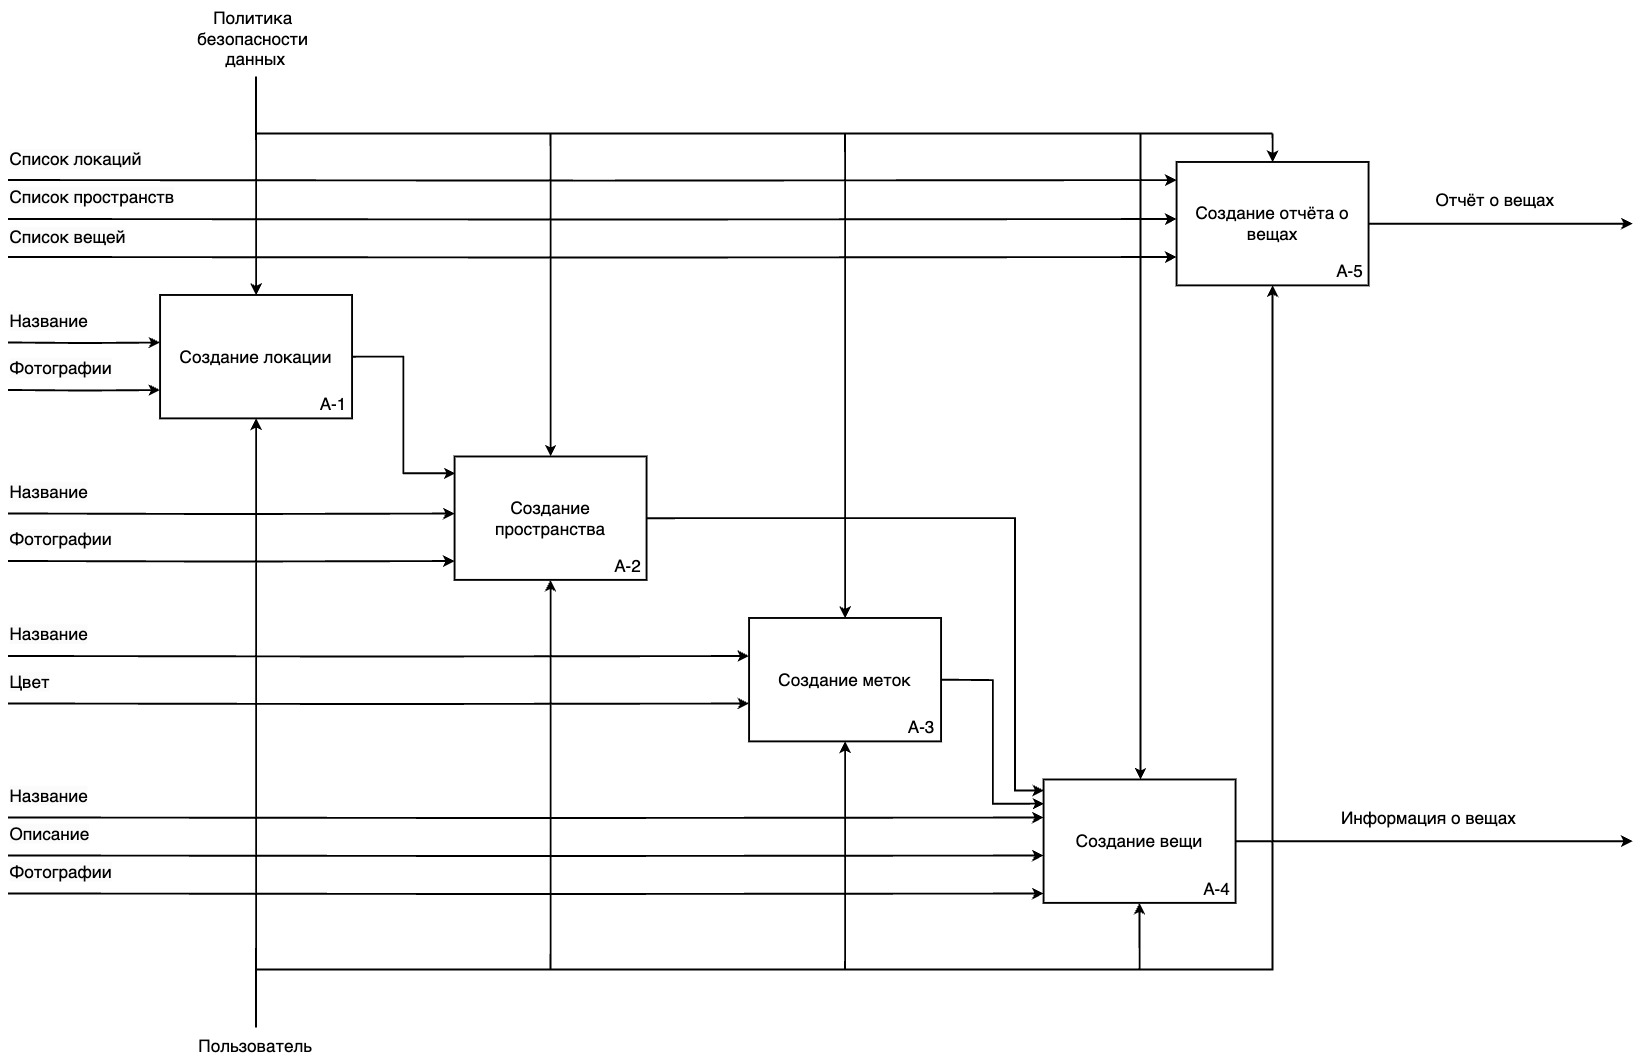 Политика
безопасности
данных
Список локаций
Список пространств
Список вещей
Создание отчёта о
вещах
А-5
Отчёт о вещах
Название
Фотографии
Создание локации
А-1
Название
Фотографии
Создание
пространства
А-2
Название
Цвет
Создание меток
А-3
Название
Описание
Фотографии
Создание вещи
А-4
Информация о вещах
Пользователь